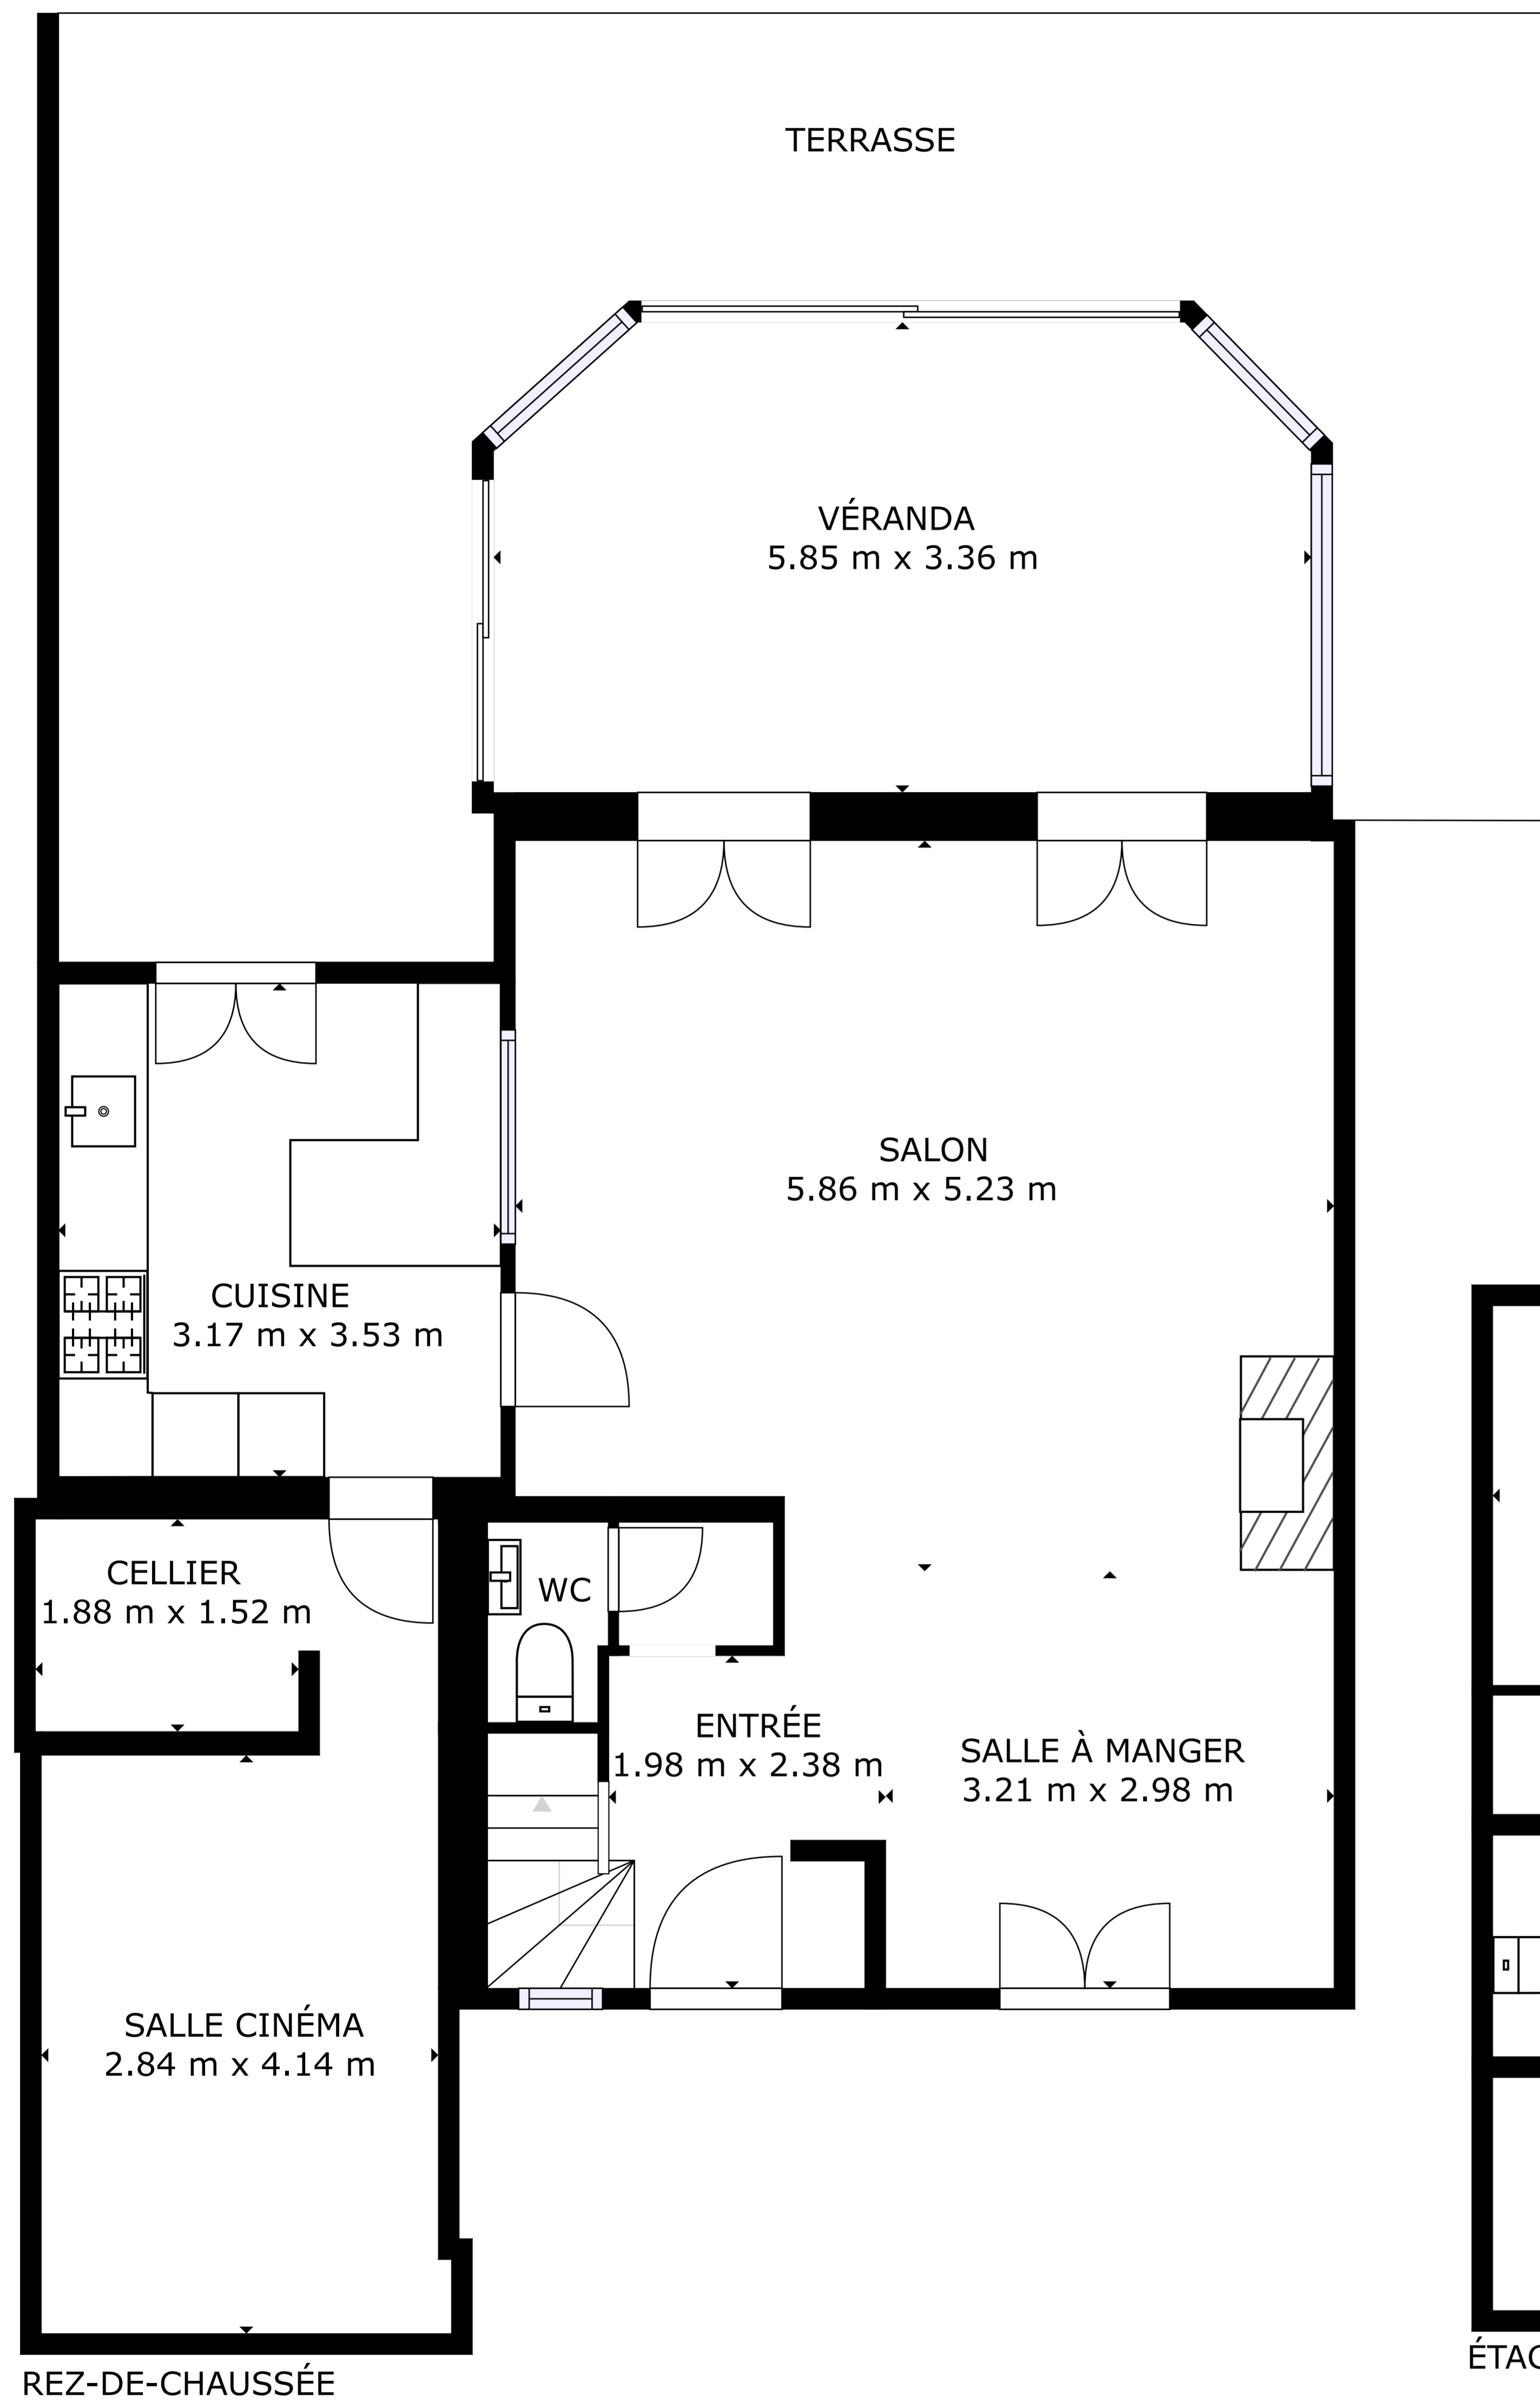 TERRASSE
VÉRANDA
5.85 m x 3.36 m
SALON
5.86 m x 5.23 m
CUISINE
3.17 m x 3.53 m
CELLIER
1.88 m x 1.52 m
WC
ENTRÉE
1.98 m x 2.38 m
SALLE À MANGER
3.21 m x 2.98 m
SALLE CINÉMA
2.84 m x 4.14 m
REZ-DE-CHAUSSÉE